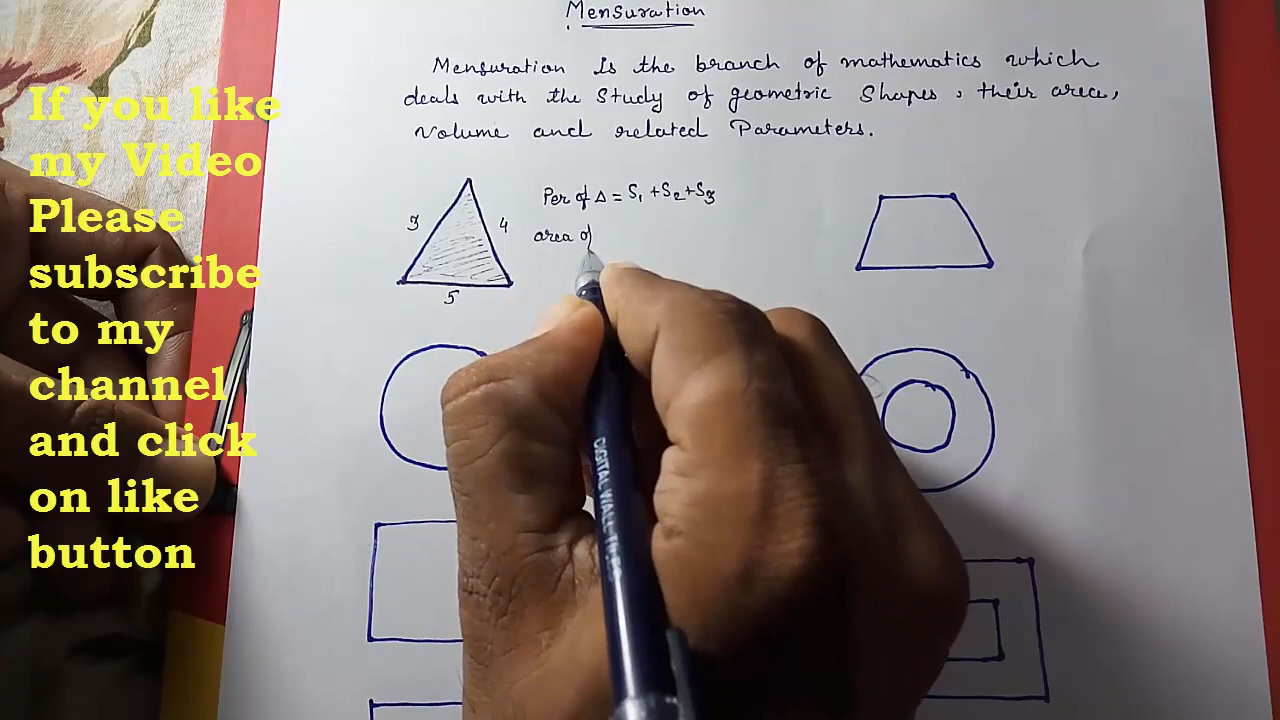 Mensuration
Mensuration is the branch of mathematics which
deals with the study of geometric shapes, their area,
Volume and related Parameters.
If you like
my Video
Please
subscribe
to my
channel
and click
on like
button
3
4
5
Per of Δ = S₁ + S₂ + S₃
area of
DIGITAL WALL